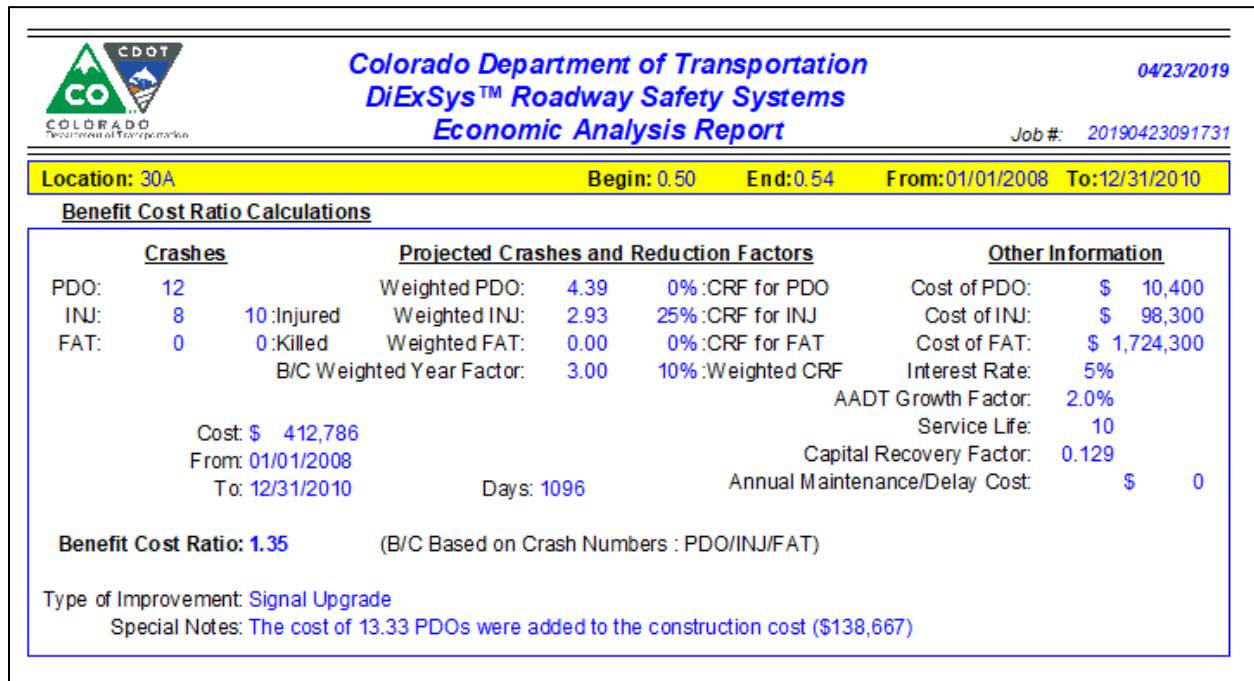 CDOT
CO
COLORADO
Department of Transportation
Colorado Department of Transportation
DiExSys™ Roadway Safety Systems
Economic Analysis Report
04/23/2019
Job #: 20190423091731
Location: 30A Begin: 0.50 End:0.54 From:01/01/2008 To:12/31/2010
Benefit Cost Ratio Calculations
Crashes Projected Crashes and Reduction Factors Other Information
PDO: 12 Weighted PDO: 4.39 0% :CRF for PDO Cost of PDO: $ 10,400
INJ: 8 10 :Injured Weighted INJ: 2.93 25% :CRF for INJ Cost of INJ: $ 98,300
FAT: 0 0 :Killed Weighted FAT: 0.00 0% :CRF for FAT Cost of FAT: $ 1,724,300
B/C Weighted Year Factor: 3.00 10% :Weighted CRF Interest Rate: 5%
AADT Growth Factor: 2.0%
Service Life: 10
Cost: $ 412,786
Capital Recovery Factor: 0.129
From: 01/01/2008
To: 12/31/2010 Days: 1096 Annual Maintenance/Delay Cost: $ 0
Benefit Cost Ratio: 1.35 (B/C Based on Crash Numbers : PDO/INJ/FAT)
Type of Improvement: Signal Upgrade
Special Notes: The cost of 13.33 PDOs were added to the construction cost ($138,667)